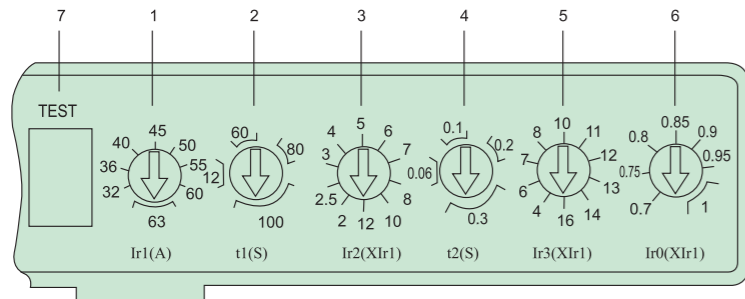 7 1 2 3 4 5 6
TEST
32 36 40 45 50 55 60 63
Ir1(A)
12 60 80 100
t1(S)
2 2.5 3 4 5 6 7 8 10 12
Ir2(XIr1)
0.06 0.1 0.2 0.3
t2(S)
4 6 7 8 10 11 12 13 14 16
Ir3(XIr1)
0.7 0.75 0.8 0.85 0.9 0.95 1
Ir0(XIr1)